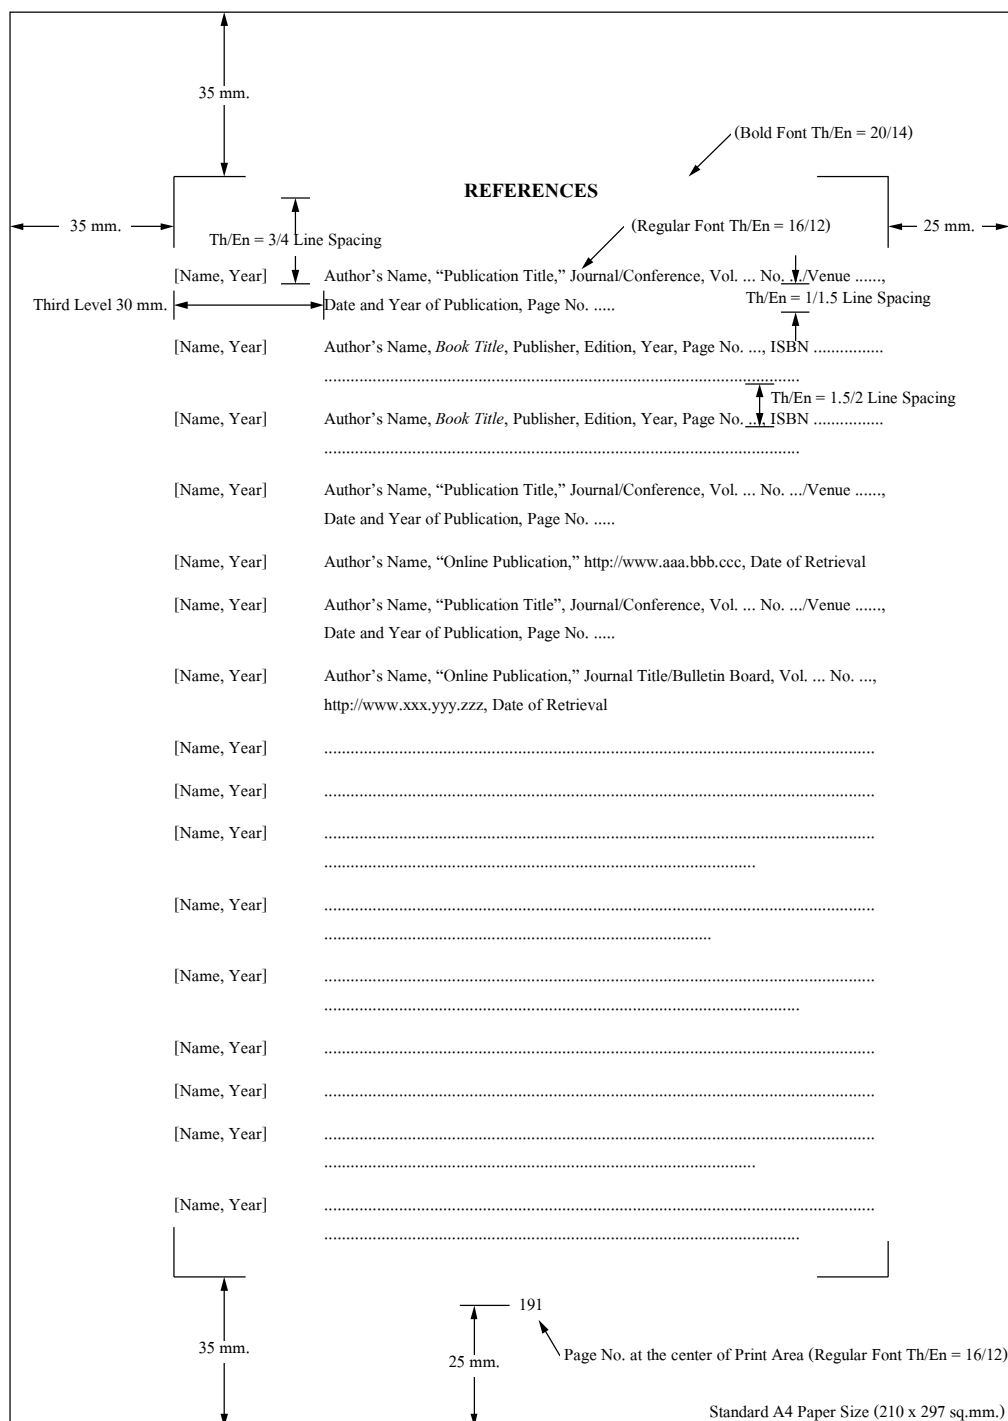 35 mm.
(Bold Font Th/En = 20/14)
REFERENCES
35 mm.
(Regular Font Th/En = 16/12)
25 mm.
Th/En = 3/4 Line Spacing
[Name, Year] Author’s Name, “Publication Title,” Journal/Conference, Vol. ... No. .../Venue ......,
Third Level 30 mm. Date and Year of Publication, Page No. .....
Th/En = 1/1.5 Line Spacing
[Name, Year] Author’s Name, Book Title, Publisher, Edition, Year, Page No. ..., ISBN ................
............................................................................................................
Th/En = 1.5/2 Line Spacing
[Name, Year] Author’s Name, Book Title, Publisher, Edition, Year, Page No. ..., ISBN ................
............................................................................................................
[Name, Year] Author’s Name, “Publication Title,” Journal/Conference, Vol. ... No. .../Venue ......,
Date and Year of Publication, Page No. .....
[Name, Year] Author’s Name, “Online Publication,” http://www.aaa.bbb.ccc, Date of Retrieval
[Name, Year] Author’s Name, “Publication Title”, Journal/Conference, Vol. ... No. .../Venue ......,
Date and Year of Publication, Page No. .....
[Name, Year] Author’s Name, “Online Publication,” Journal Title/Bulletin Board, Vol. ... No. ...,
http://www.xxx.yyy.zzz, Date of Retrieval
[Name, Year] .............................................................................................................................
[Name, Year] .............................................................................................................................
[Name, Year] .............................................................................................................................
..................................................................................................
[Name, Year] .............................................................................................................................
........................................................................................
[Name, Year] .............................................................................................................................
............................................................................................................
[Name, Year] .............................................................................................................................
[Name, Year] .............................................................................................................................
[Name, Year] .............................................................................................................................
..................................................................................................
[Name, Year] .............................................................................................................................
............................................................................................................
191
35 mm.
25 mm.
Page No. at the center of Print Area (Regular Font Th/En = 16/12)
Standard A4 Paper Size (210 x 297 sq.mm.)